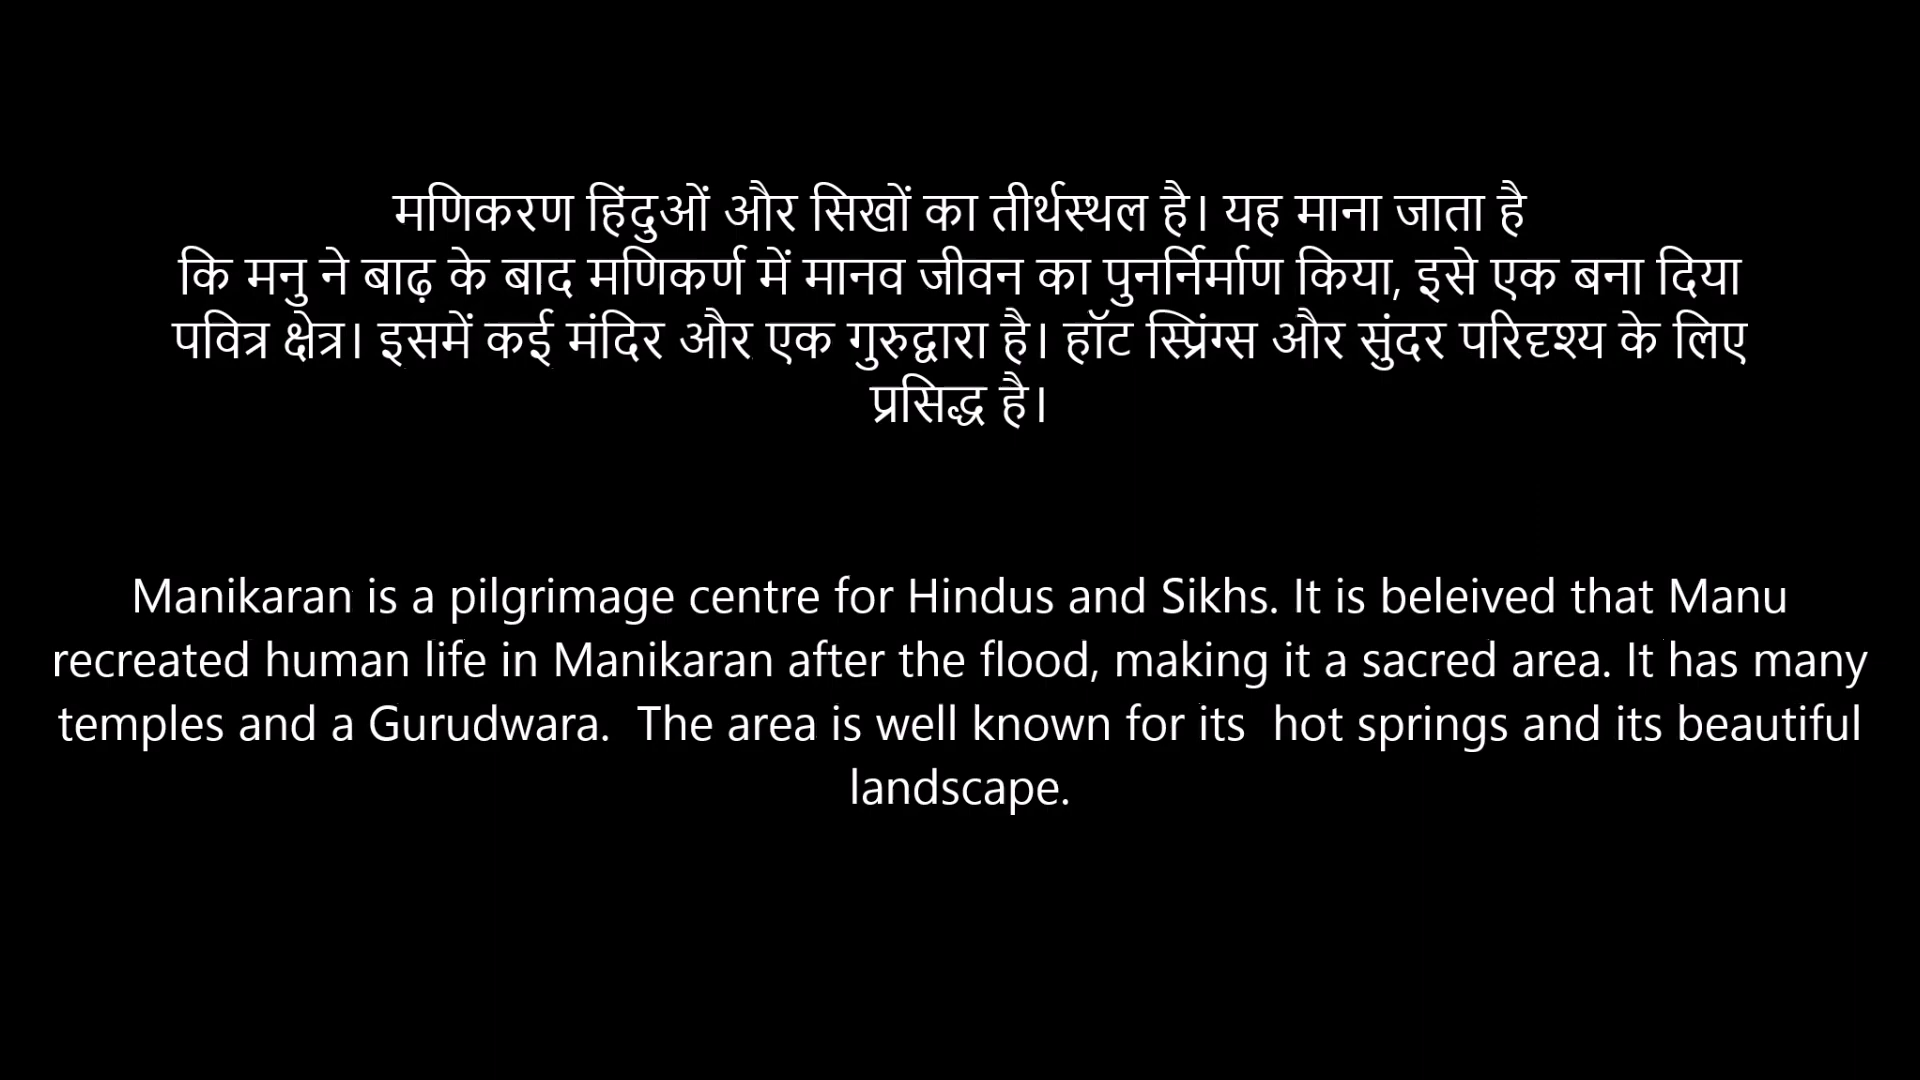 मणिकरण हिंदुओं और सिखों का तीर्थस्थल है। यह माना जाता है
कि मनु ने बाढ़ के बाद मणिकर्ण में मानव जीवन का पुनर्निर्माण किया, इसे एक बना दिया
पवित्र क्षेत्र। इसमें कई मंदिर और एक गुरुद्वारा है। हॉट स्प्रिंग्स और सुंदर परिदृश्य के लिए
प्रसिद्ध है।
Manikaran is a pilgrimage centre for Hindus and Sikhs. It is beleived that Manu
recreated human life in Manikaran after the flood, making it a sacred area. It has many
temples and a Gurudwara.  The area is well known for its  hot springs and its beautiful
landscape.